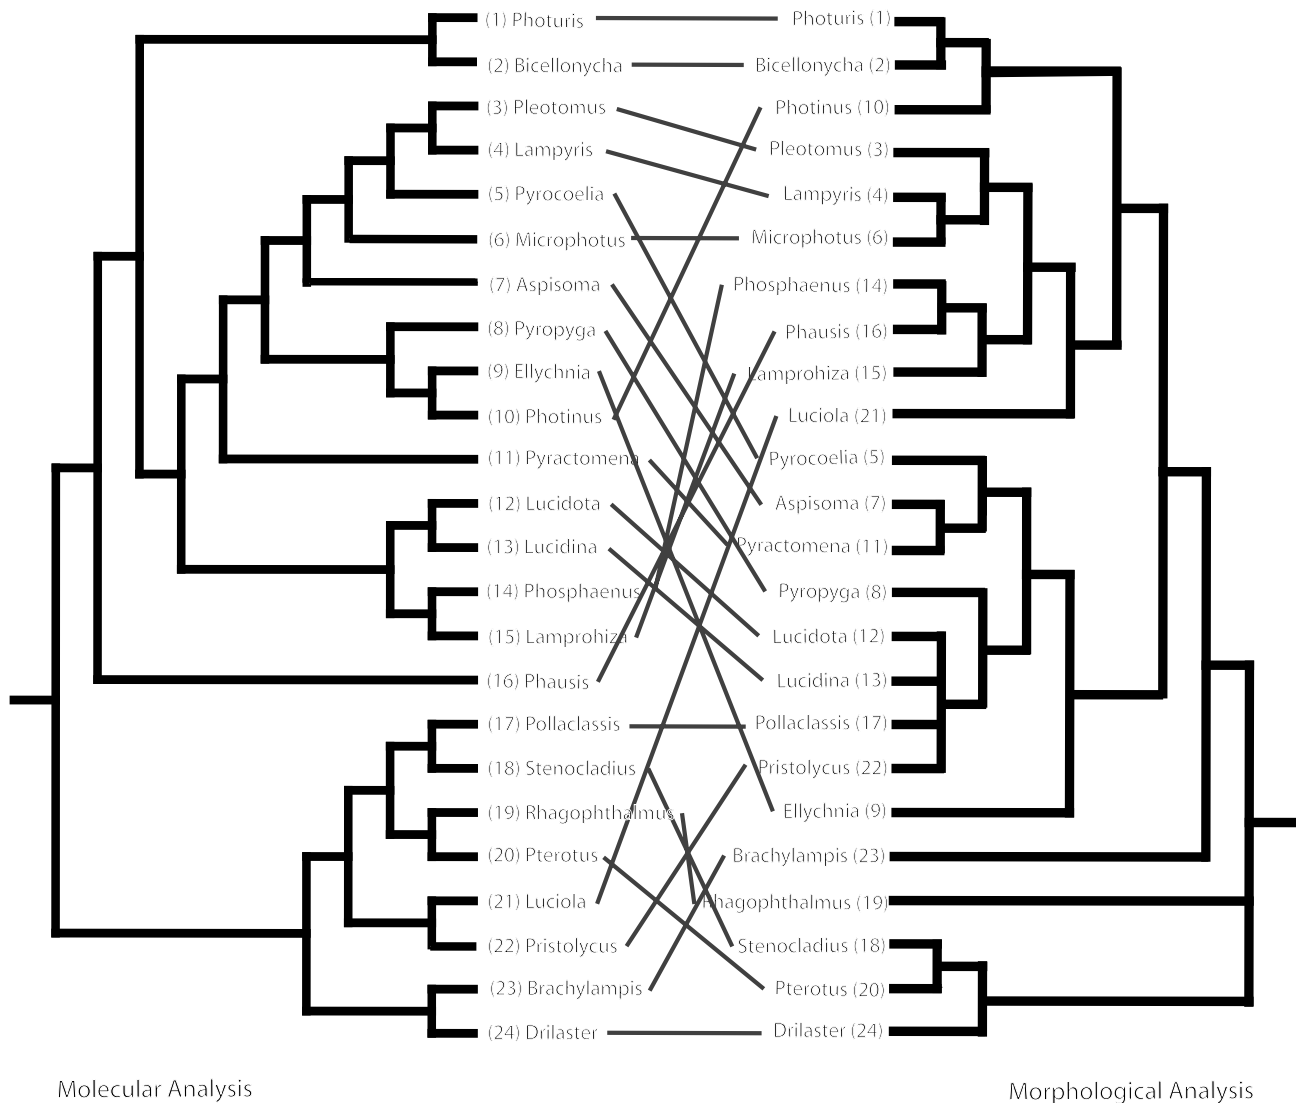 (1) Photuris
(2) Bicellonycha
(3) Pleotomus
(4) Lampyris
(5) Pyrocoelia
(6) Microphotus
(7) Aspisoma
(8) Pyropyga
(9) Ellychnia
(10) Photinus
(11) Pyractomena
(12) Lucidota
(13) Lucidina
(14) Phosphaenus
(15) Lamprohiza
(16) Phausis
(17) Pollaclassis
(18) Stenocladius
(19) Rhagophthalmus
(20) Pterotus
(21) Luciola
(22) Pristolycus
(23) Brachylampis
(24) Drilaster
Photuris (1)
Bicellonycha (2)
Photinus (10)
Pleotomus (3)
Lampyris (4)
Microphotus (6)
Phosphaenus (14)
Phausis (16)
Lamprohiza (15)
Luciola (21)
Pyrocoelia (5)
Aspisoma (7)
Pyractomena (11)
Pyropyga (8)
Lucidota (12)
Lucidina (13)
Pollaclassis (17)
Pristolycus (22)
Ellychnia (9)
Brachylampis (23)
Rhagophthalmus (19)
Stenocladius (18)
Pterotus (20)
Drilaster (24)
Molecular Analysis
Morphological Analysis